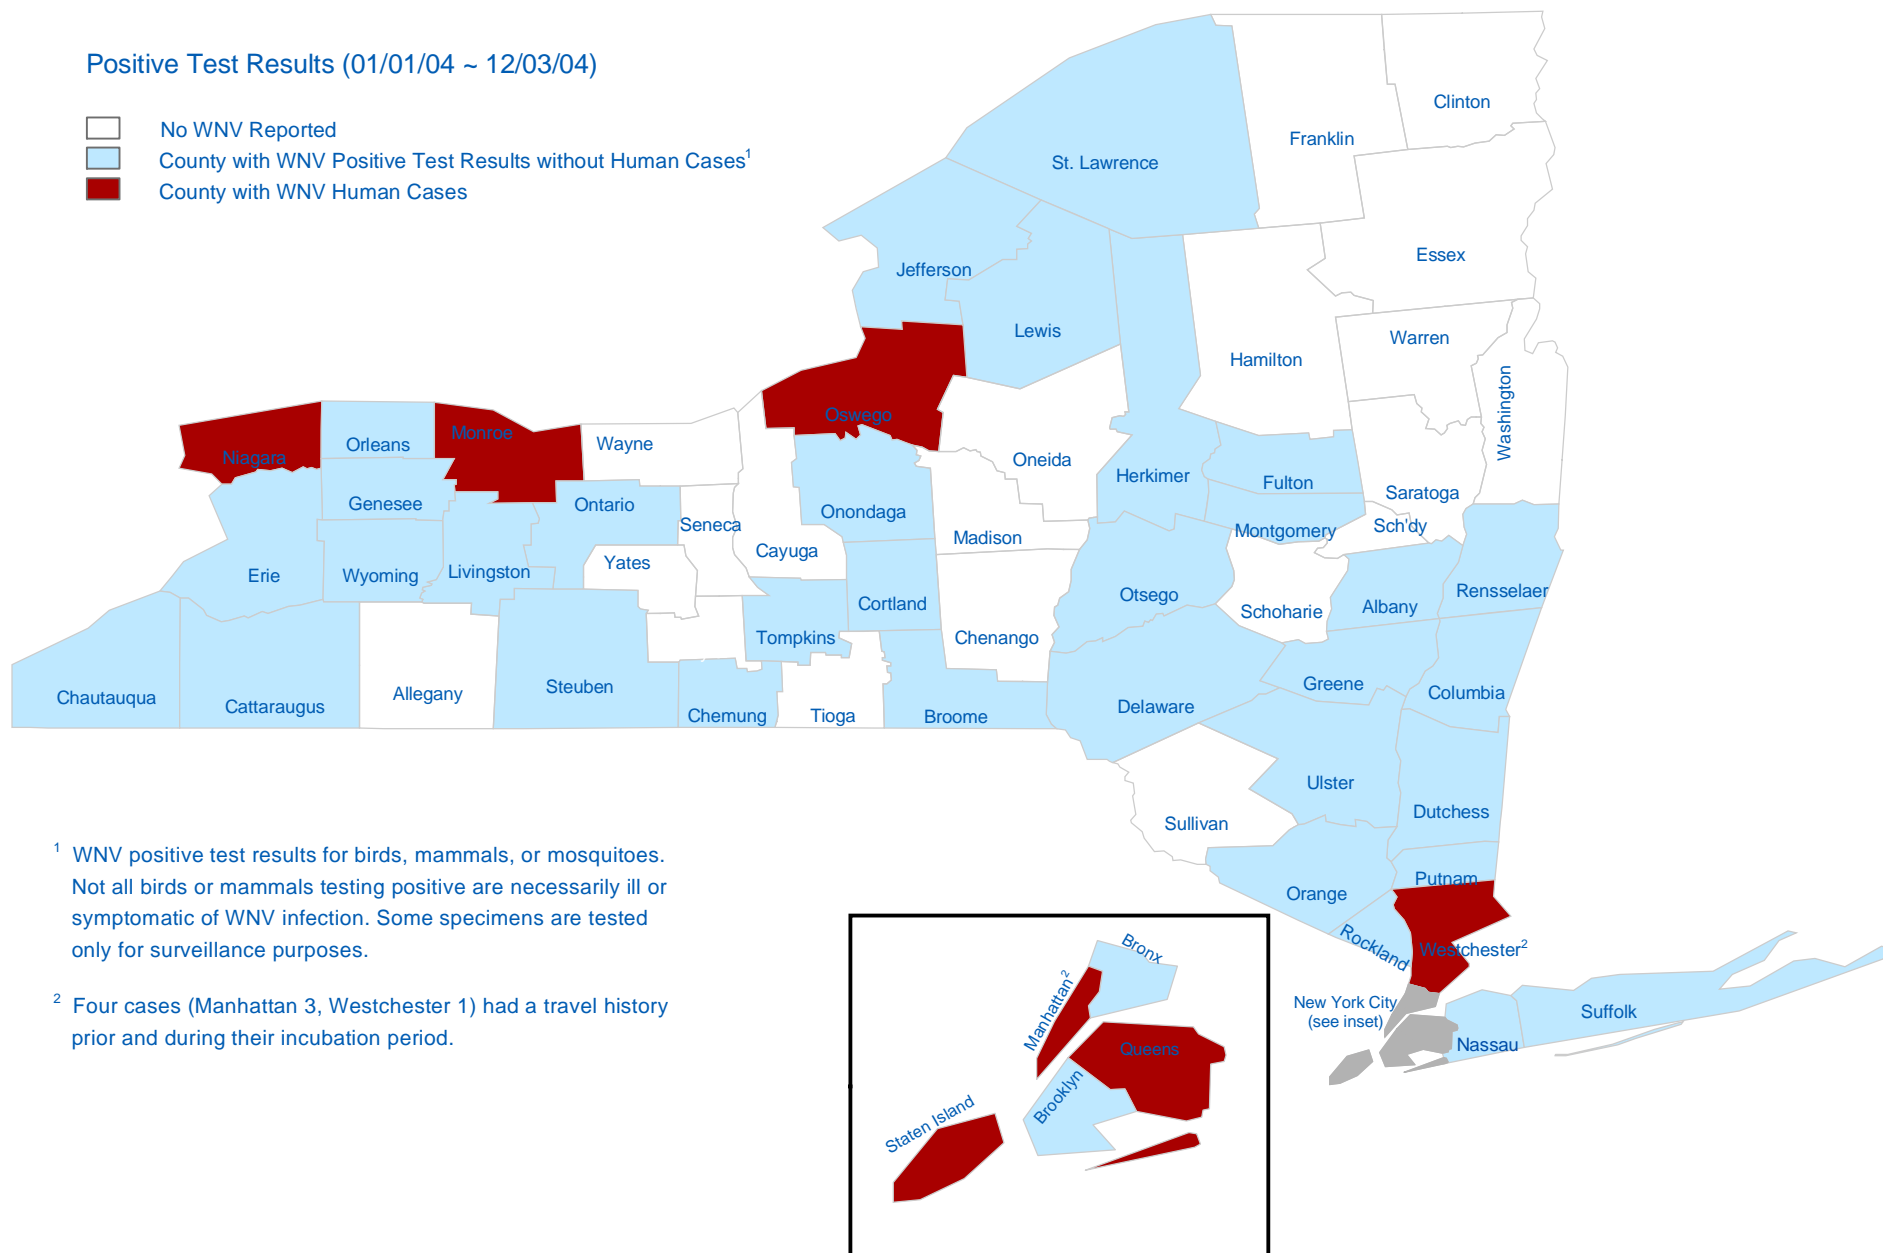 Positive Test Results (01/01/04 ~ 12/03/04)
No WNV Reported
County with WNV Positive Test Results without Human Cases1
County with WNV Human Cases
Clinton
Franklin
St. Lawrence
Essex
Jefferson
Lewis
Warren
Hamilton
Washington
Oswego
Monroe
Wayne
Orleans
Niagara
Oneida
Herkimer
Fulton
Saratoga
Genesee
Ontario
Onondaga
Seneca
Sch'dy
Montgomery
Madison
Cayuga
Yates
Livingston
Erie
Wyoming
Otsego
Rensselaer
Cortland
Albany
Schoharie
Tompkins
Chenango
Greene
Steuben
Allegany
Columbia
Chautauqua
Cattaraugus
Delaware
Chemung
Tioga
Broome
Ulster
Dutchess
Sullivan
Putnam
Orange
Rockland
Westchester2
New York City
(see inset)
Suffolk
Nassau
1 WNV positive test results for birds, mammals, or mosquitoes.
Not all birds or mammals testing positive are necessarily ill or
symptomatic of WNV infection. Some specimens are tested
only for surveillance purposes.
2 Four cases (Manhattan 3, Westchester 1) had a travel history
prior and during their incubation period.
Bronx
Manhattan2
Queens
Brooklyn
Staten Island